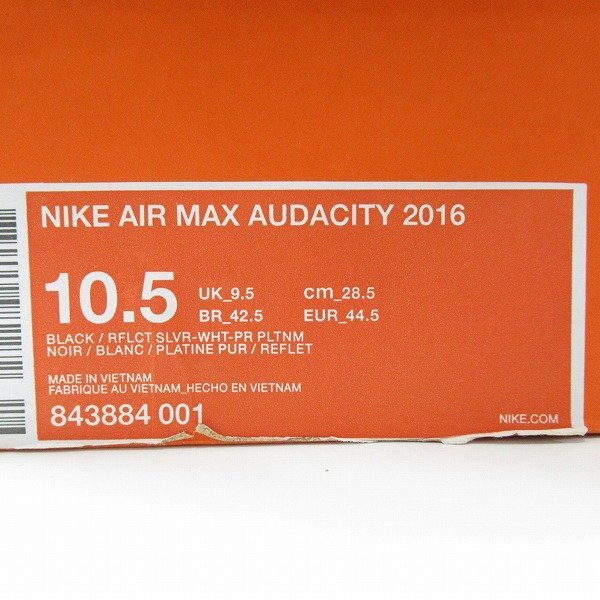 NIKE AIR MAX AUDACITY 2016
10.5 UK_9.5 cm_28.5
BR_42.5 EUR_44.5
BLACK / RFLCT SLVR-WHT-PR PLTNM
NOIR / BLANC / PLATINE PUR / REFLET
MADE IN VIETNAM
FABRIQUE AU VIETNAM_HECHO EN VIETNAM
843884 001 NIKE.COM